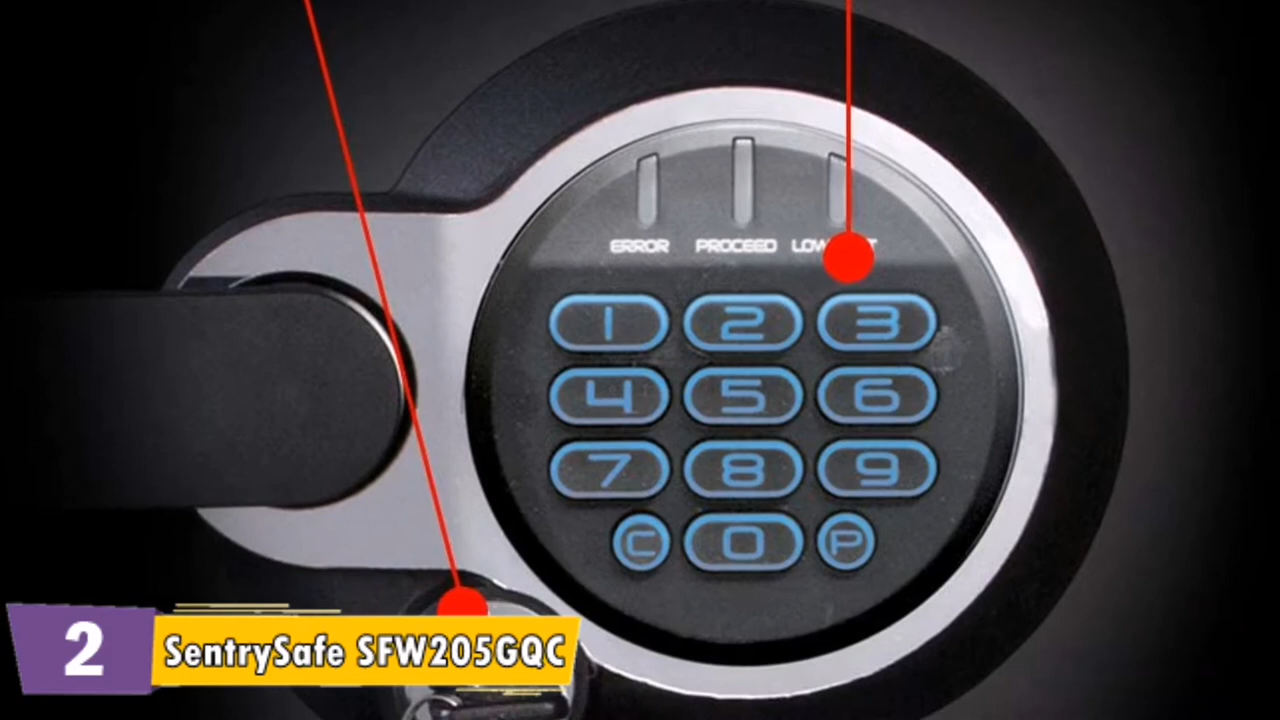 ERROR PROCEED
1 2 3
4 5 6
7 8 9
C 0 P
2 SentrySafe SFW205GQC